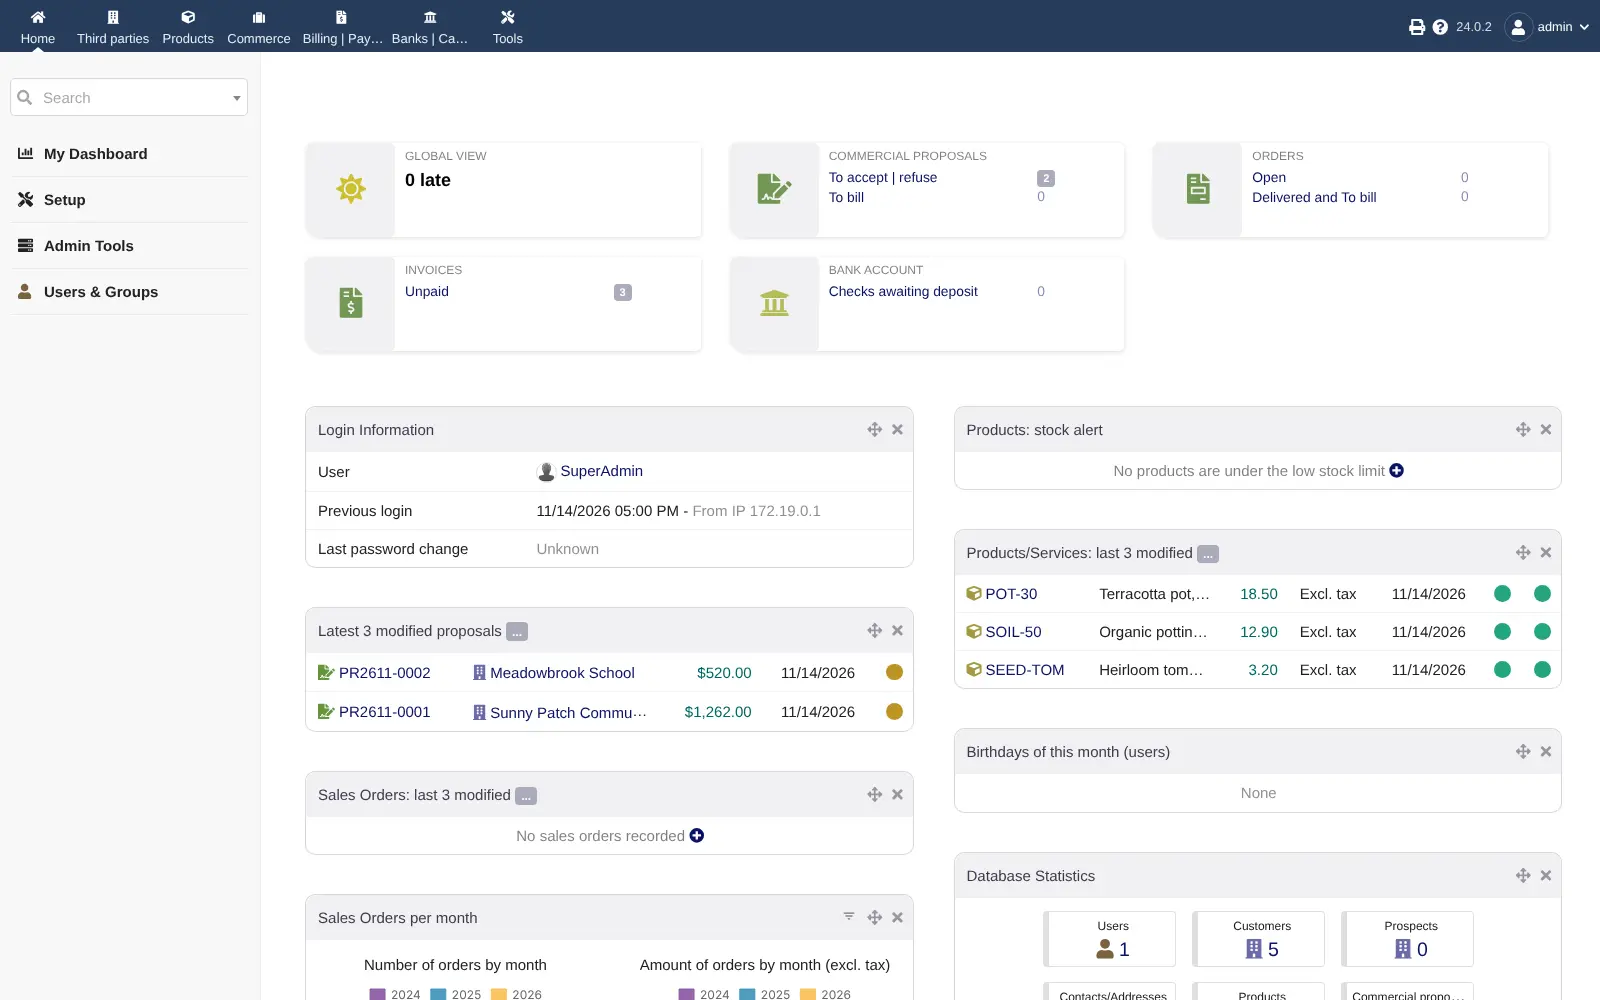 Home
Third parties
Products
Commerce
Billing | Pay...
Banks | Ca...
Tools
24.0.2
admin
Search
My Dashboard
Setup
Admin Tools
Users & Groups
GLOBAL VIEW
0 late
COMMERCIAL PROPOSALS
To accept | refuse 2
To bill 0
ORDERS
Open 0
Delivered and To bill 0
INVOICES
Unpaid 3
BANK ACCOUNT
Checks awaiting deposit 0
Login Information
User SuperAdmin
Previous login 11/14/2026 05:00 PM - From IP 172.19.0.1
Last password change Unknown
Latest 3 modified proposals ...
PR2611-0002 Meadowbrook School $520.00 11/14/2026
PR2611-0001 Sunny Patch Commu... $1,262.00 11/14/2026
Sales Orders: last 3 modified ...
No sales orders recorded
Sales Orders per month
Number of orders by month
2024 2025 2026
Amount of orders by month (excl. tax)
2024 2025 2026
Products: stock alert
No products are under the low stock limit
Products/Services: last 3 modified ...
POT-30 Terracotta pot,... 18.50 Excl. tax 11/14/2026
SOIL-50 Organic pottin... 12.90 Excl. tax 11/14/2026
SEED-TOM Heirloom tom... 3.20 Excl. tax 11/14/2026
Birthdays of this month (users)
None
Database Statistics
Users
1
Customers
5
Prospects
0
Contacts/Addresses
Products
Commercial propo...